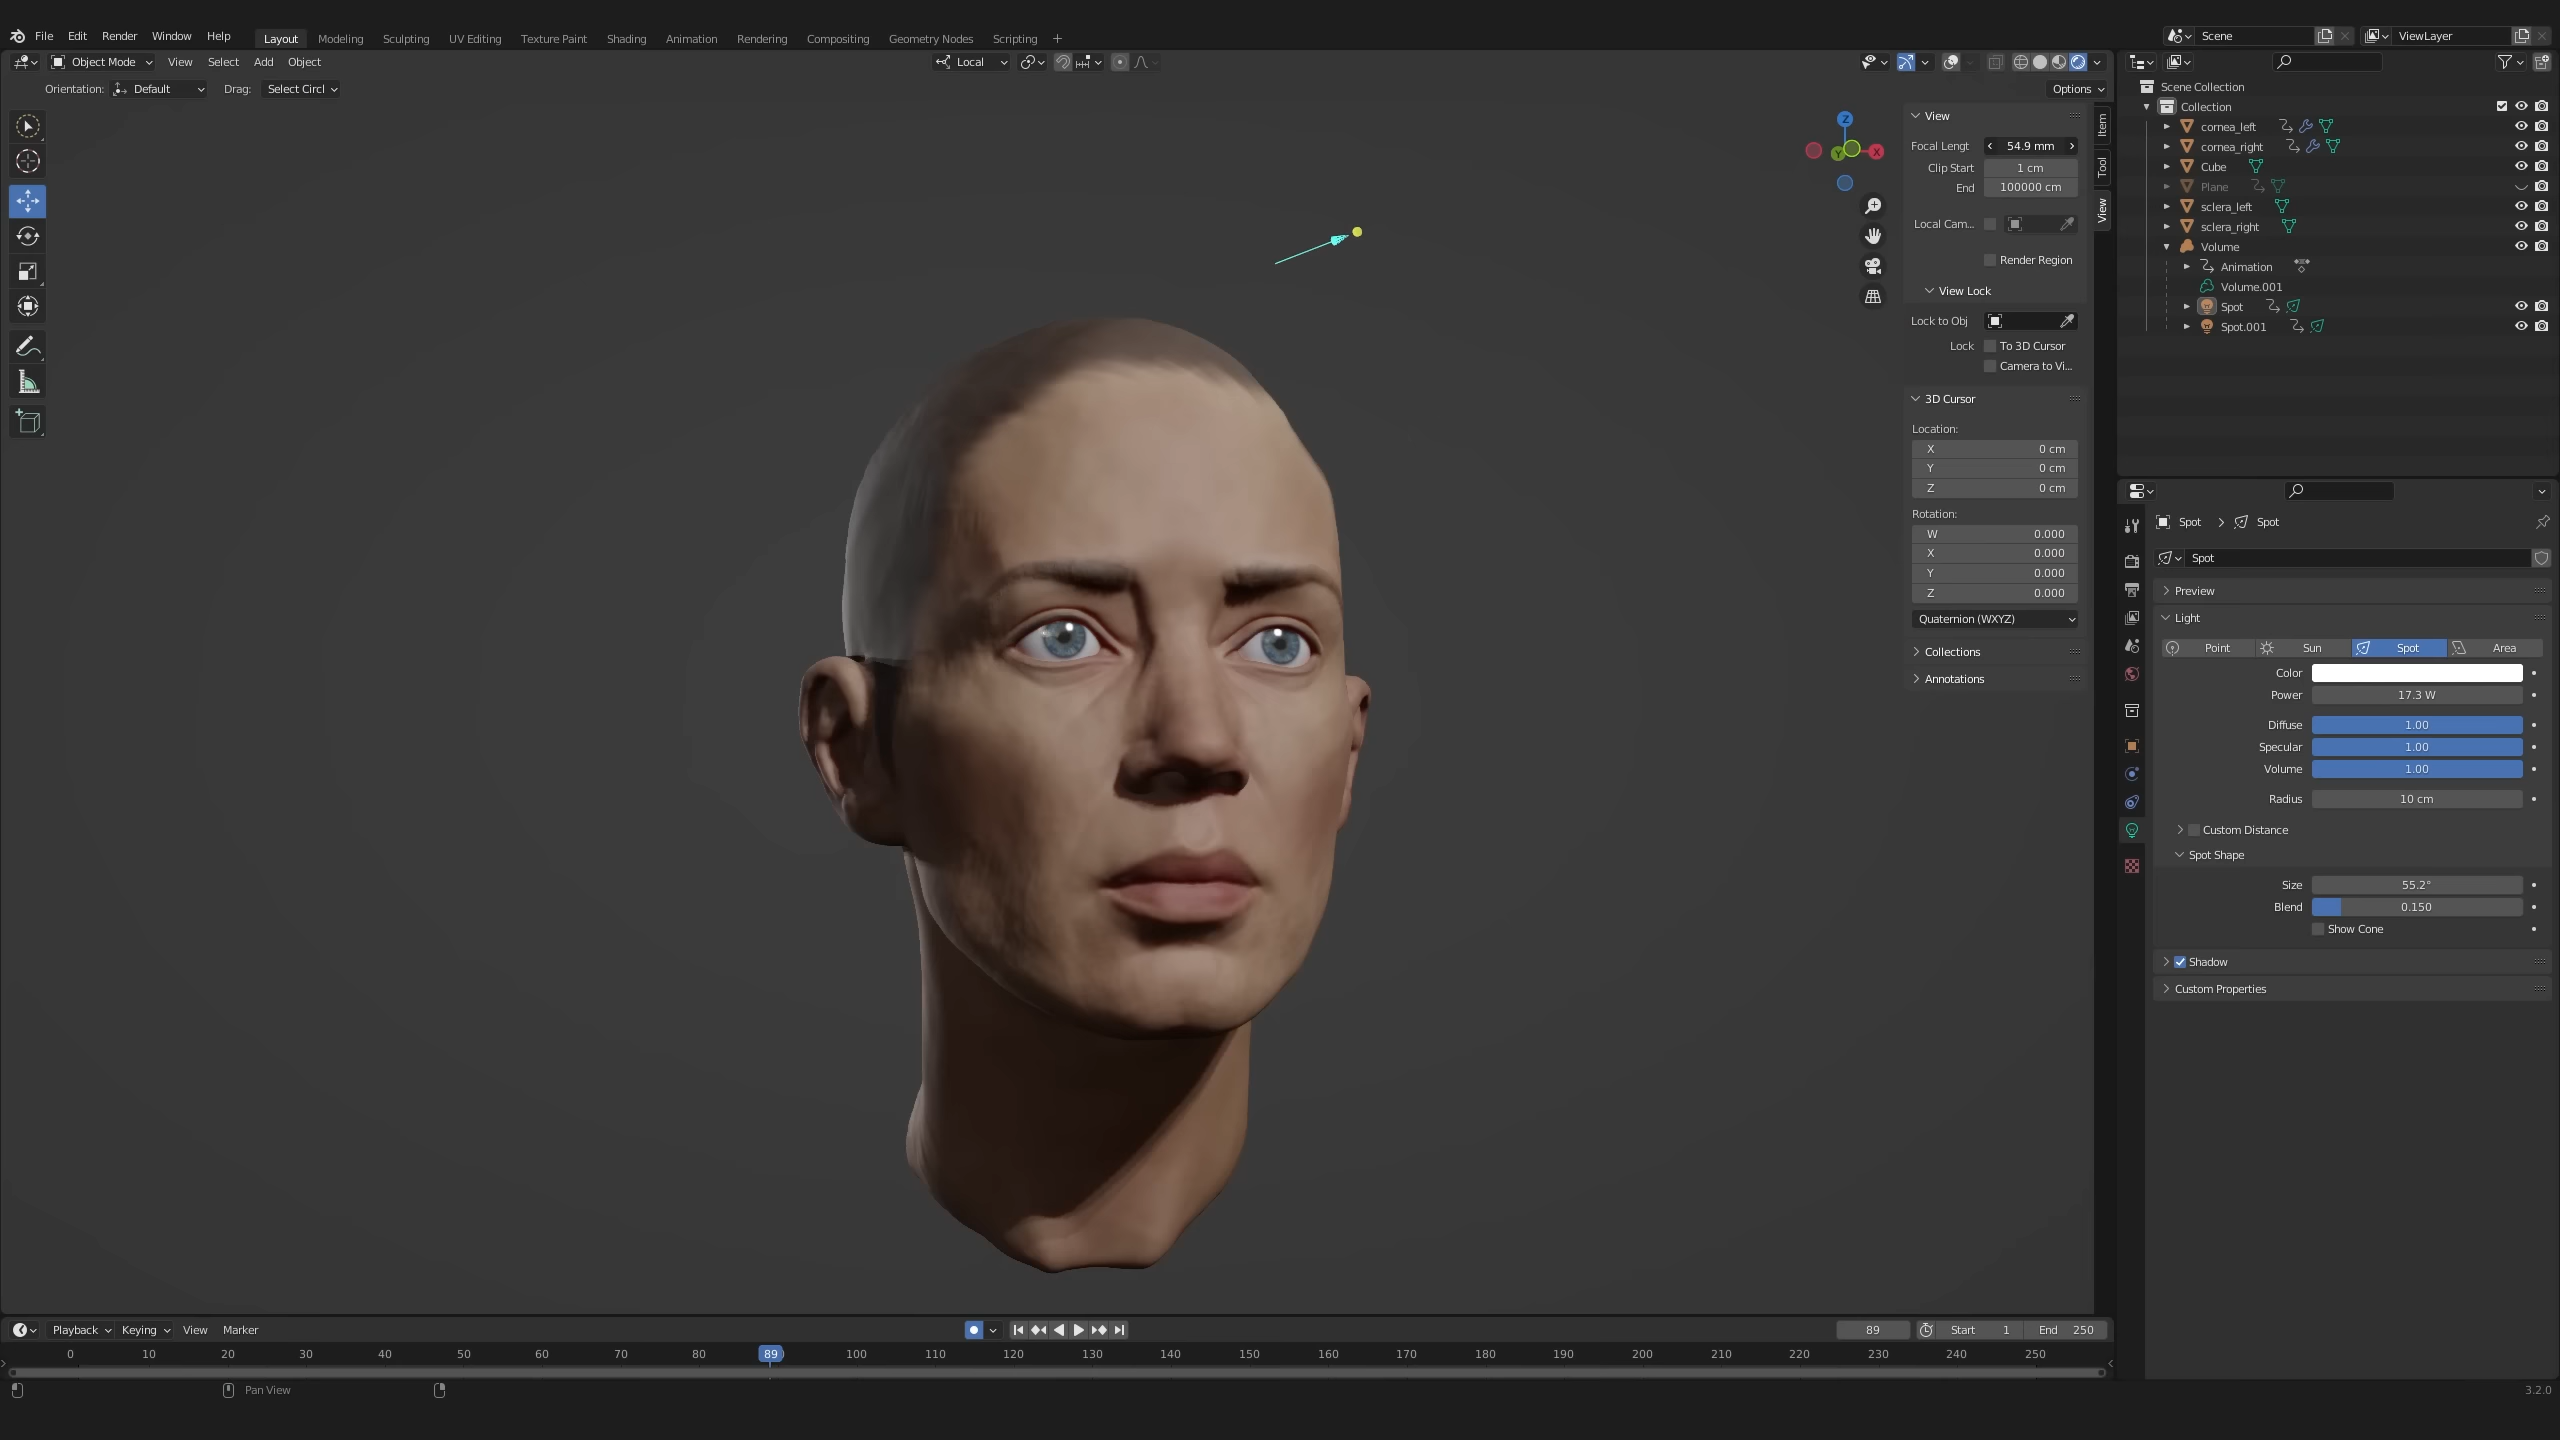 File Edit Render Window Help Layout Modeling Sculpting UV Editing Texture Paint Shading Animation Rendering Compositing Geometry Nodes Scripting + Scene ViewLayer
Object Mode View Select Add Object Local
Orientation: Default Drag: Select Circl Options
Z
Y
X
Item
Tool
View
View
Focal Lengt 54.9 mm
Clip Start 1 cm
End 100000 cm
Local Cam...
Render Region
View Lock
Lock to Obj
Lock To 3D Cursor
Camera to Vi...
3D Cursor
Location:
X 0 cm
Y 0 cm
Z 0 cm
Rotation:
W 0.000
X 0.000
Y 0.000
Z 0.000
Quaternion (WXYZ)
Collections
Annotations
Scene Collection
Collection
cornea_left
cornea_right
Cube
Plane
sclera_left
sclera_right
Volume
Animation
Volume.001
Spot
Spot.001
Spot > Spot
Spot
Preview
Light
Point Sun Spot Area
Color
Power 17.3 W
Diffuse 1.00
Specular 1.00
Volume 1.00
Radius 10 cm
Custom Distance
Spot Shape
Size 55.2°
Blend 0.150
Show Cone
Shadow
Custom Properties
Playback Keying View Marker 89 Start 1 End 250
0 10 20 30 40 50 60 70 80 89 100 110 120 130 140 150 160 170 180 190 200 210 220 230 240 250
Pan View 3.2.0